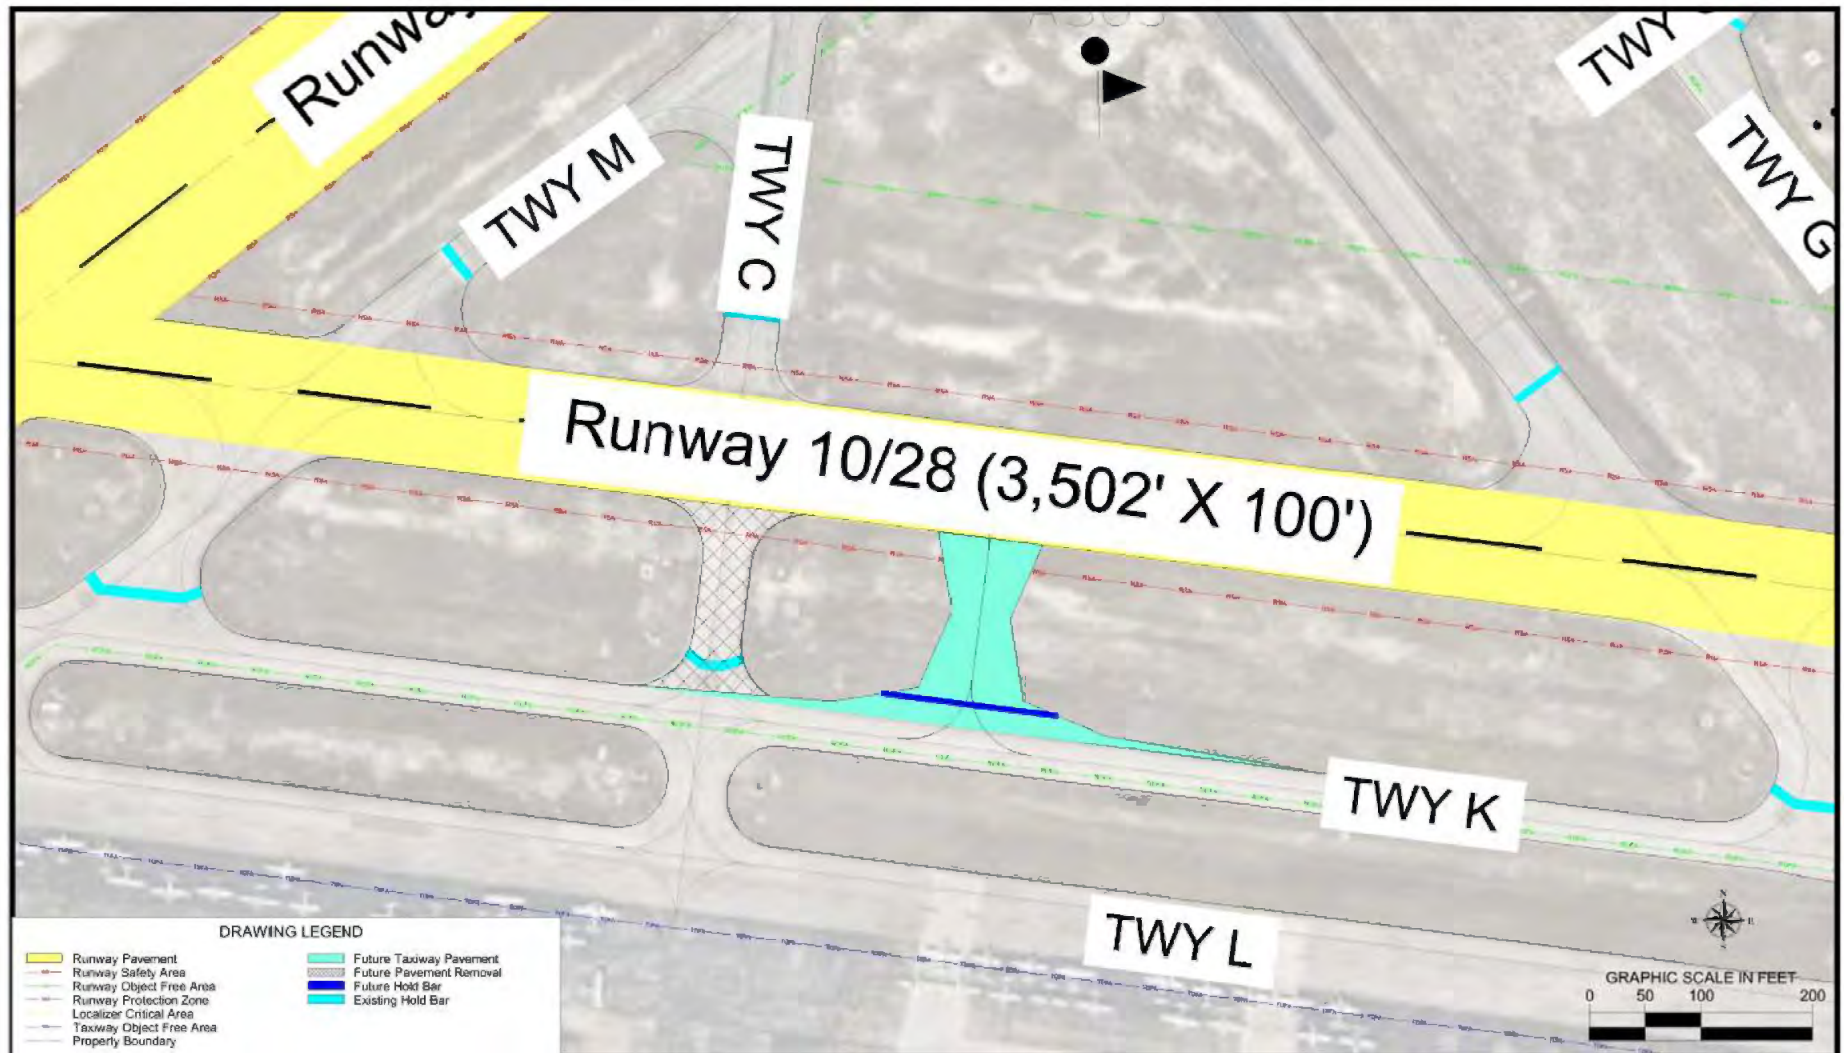 Runway
TWY M
TWY C
TWY
TWY G
Runway 10/28 (3,502' X 100')
TWY K
TWY L
DRAWING LEGEND
Runway Pavement
Runway Safety Area
Runway Object Free Area
Runway Protection Zone
Localizer Critical Area
Taxiway Object Free Area
Property Boundary
Future Taxiway Pavement
Future Pavement Removal
Future Hold Bar
Existing Hold Bar
N
W E
S
GRAPHIC SCALE IN FEET
0 50 100 200